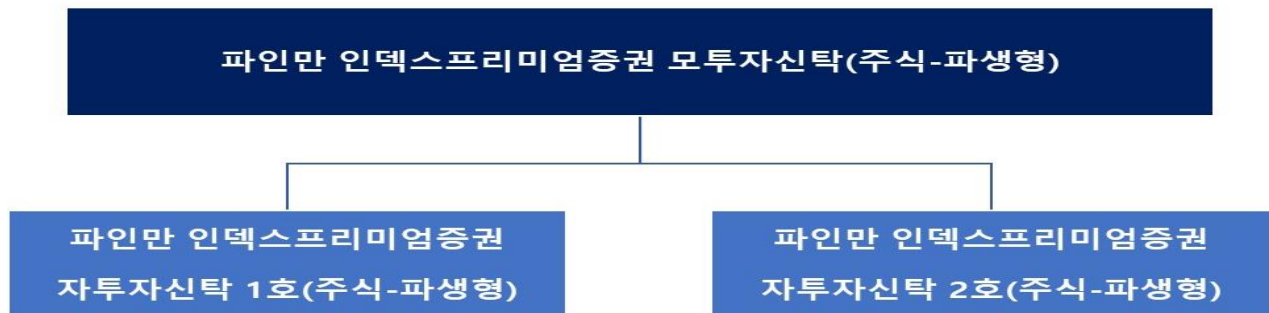 파인만 인덱스프리미엄증권 모투자신탁(주식-파생형)
파인만 인덱스프리미엄증권
자투자신탁 1호(주식-파생형)
파인만 인덱스프리미엄증권
자투자신탁 2호(주식-파생형)